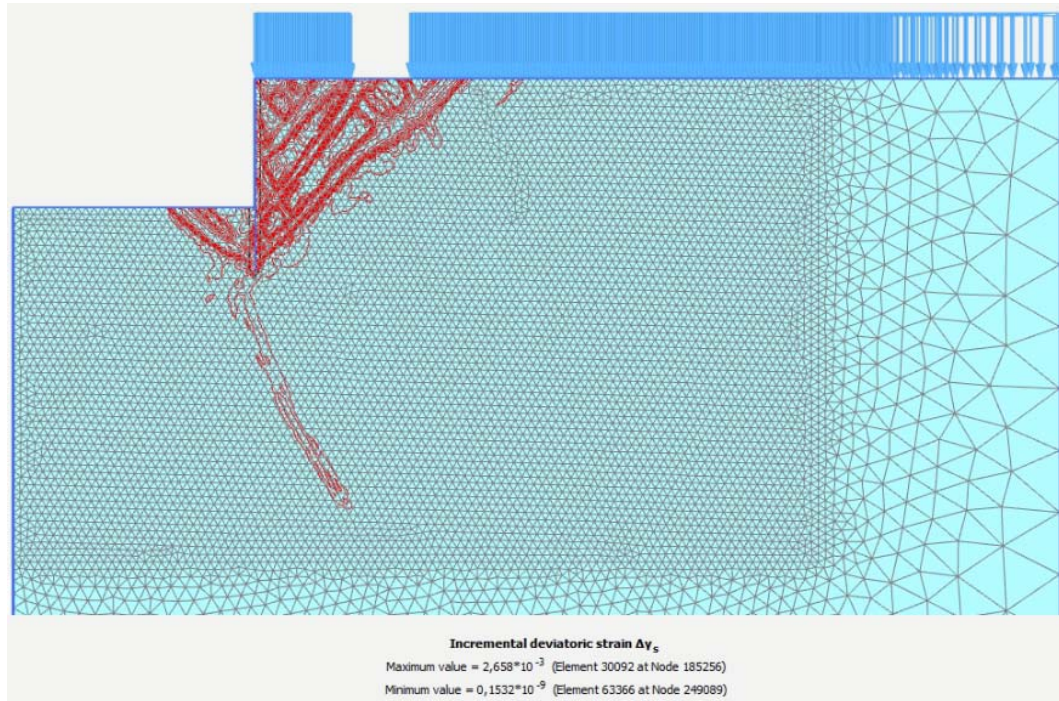 Incremental deviatoric strain Δγs
Maximum value = 2,658*10-3 (Element 30092 at Node 185256)
Minimum value = 0,1532*10-9 (Element 63366 at Node 249089)